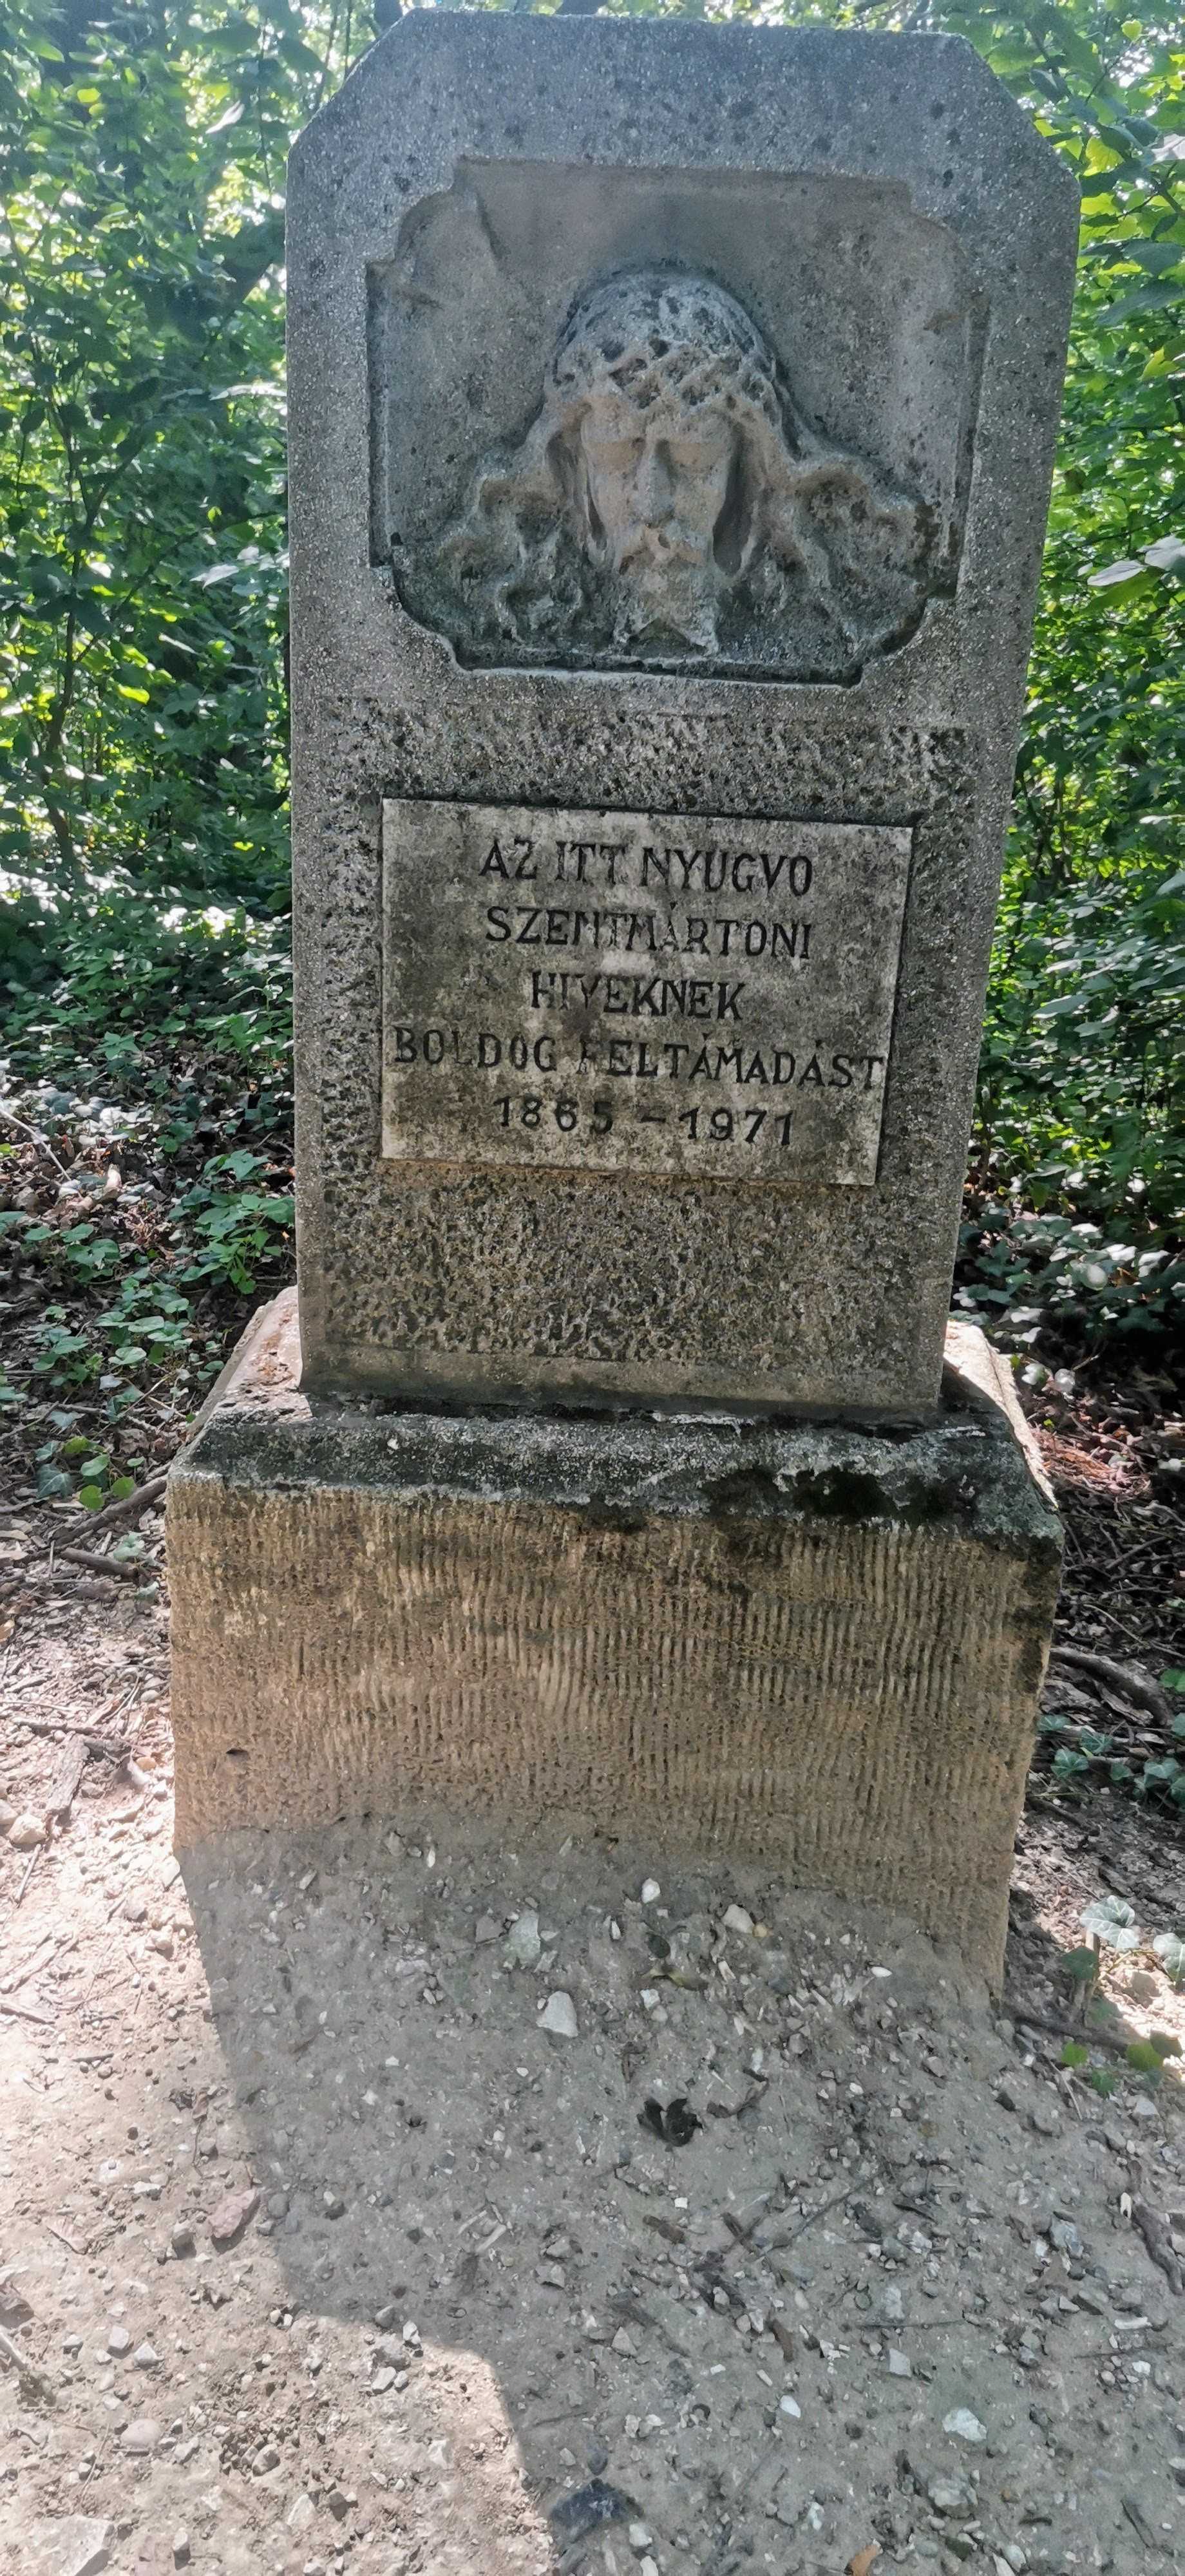 AZ ITT NYUGVO
SZENTMÁRTONI
HIVEKNEK
BOLDOG FELTÁMADÁST
1865 – 1971